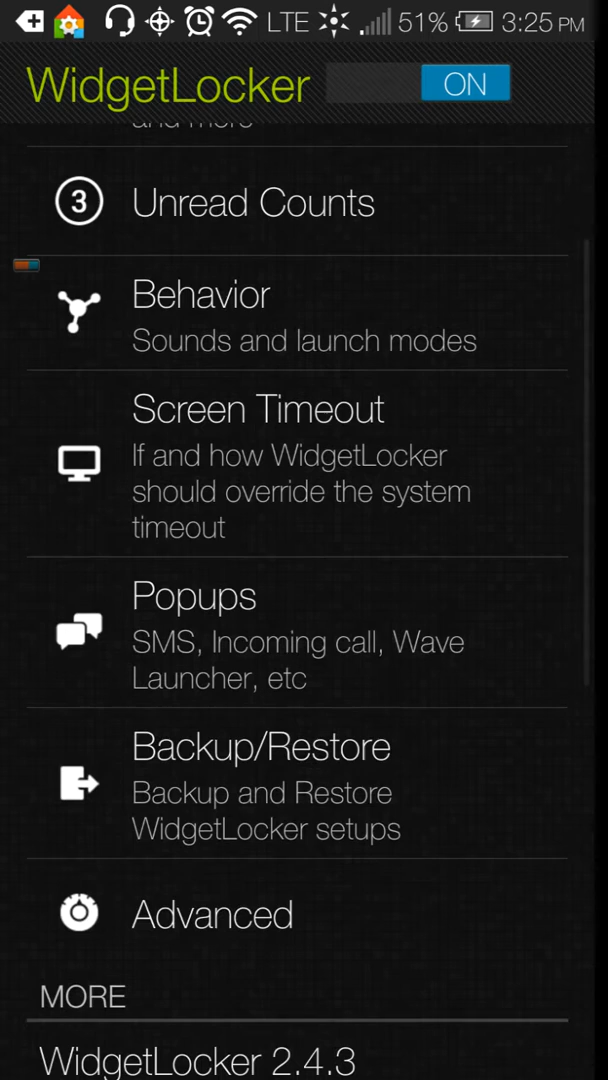 LTE 51% 3:25 PM
WidgetLocker ON
and more
3 Unread Counts
Behavior
Sounds and launch modes
Screen Timeout
If and how WidgetLocker
should override the system
timeout
Popups
SMS, Incoming call, Wave
Launcher, etc
Backup/Restore
Backup and Restore
WidgetLocker setups
Advanced
MORE
WidgetLocker 2.4.3